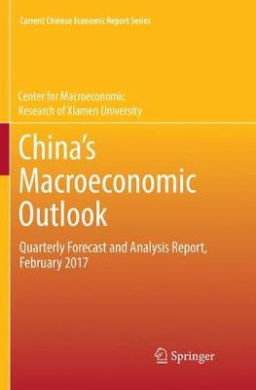 Current Chinese Economic Report Series
Center for Macroeconomic
Research of Xiamen University
China's
Macroeconomic
Outlook
Quarterly Forecast and Analysis Report,
February 2017
Springer